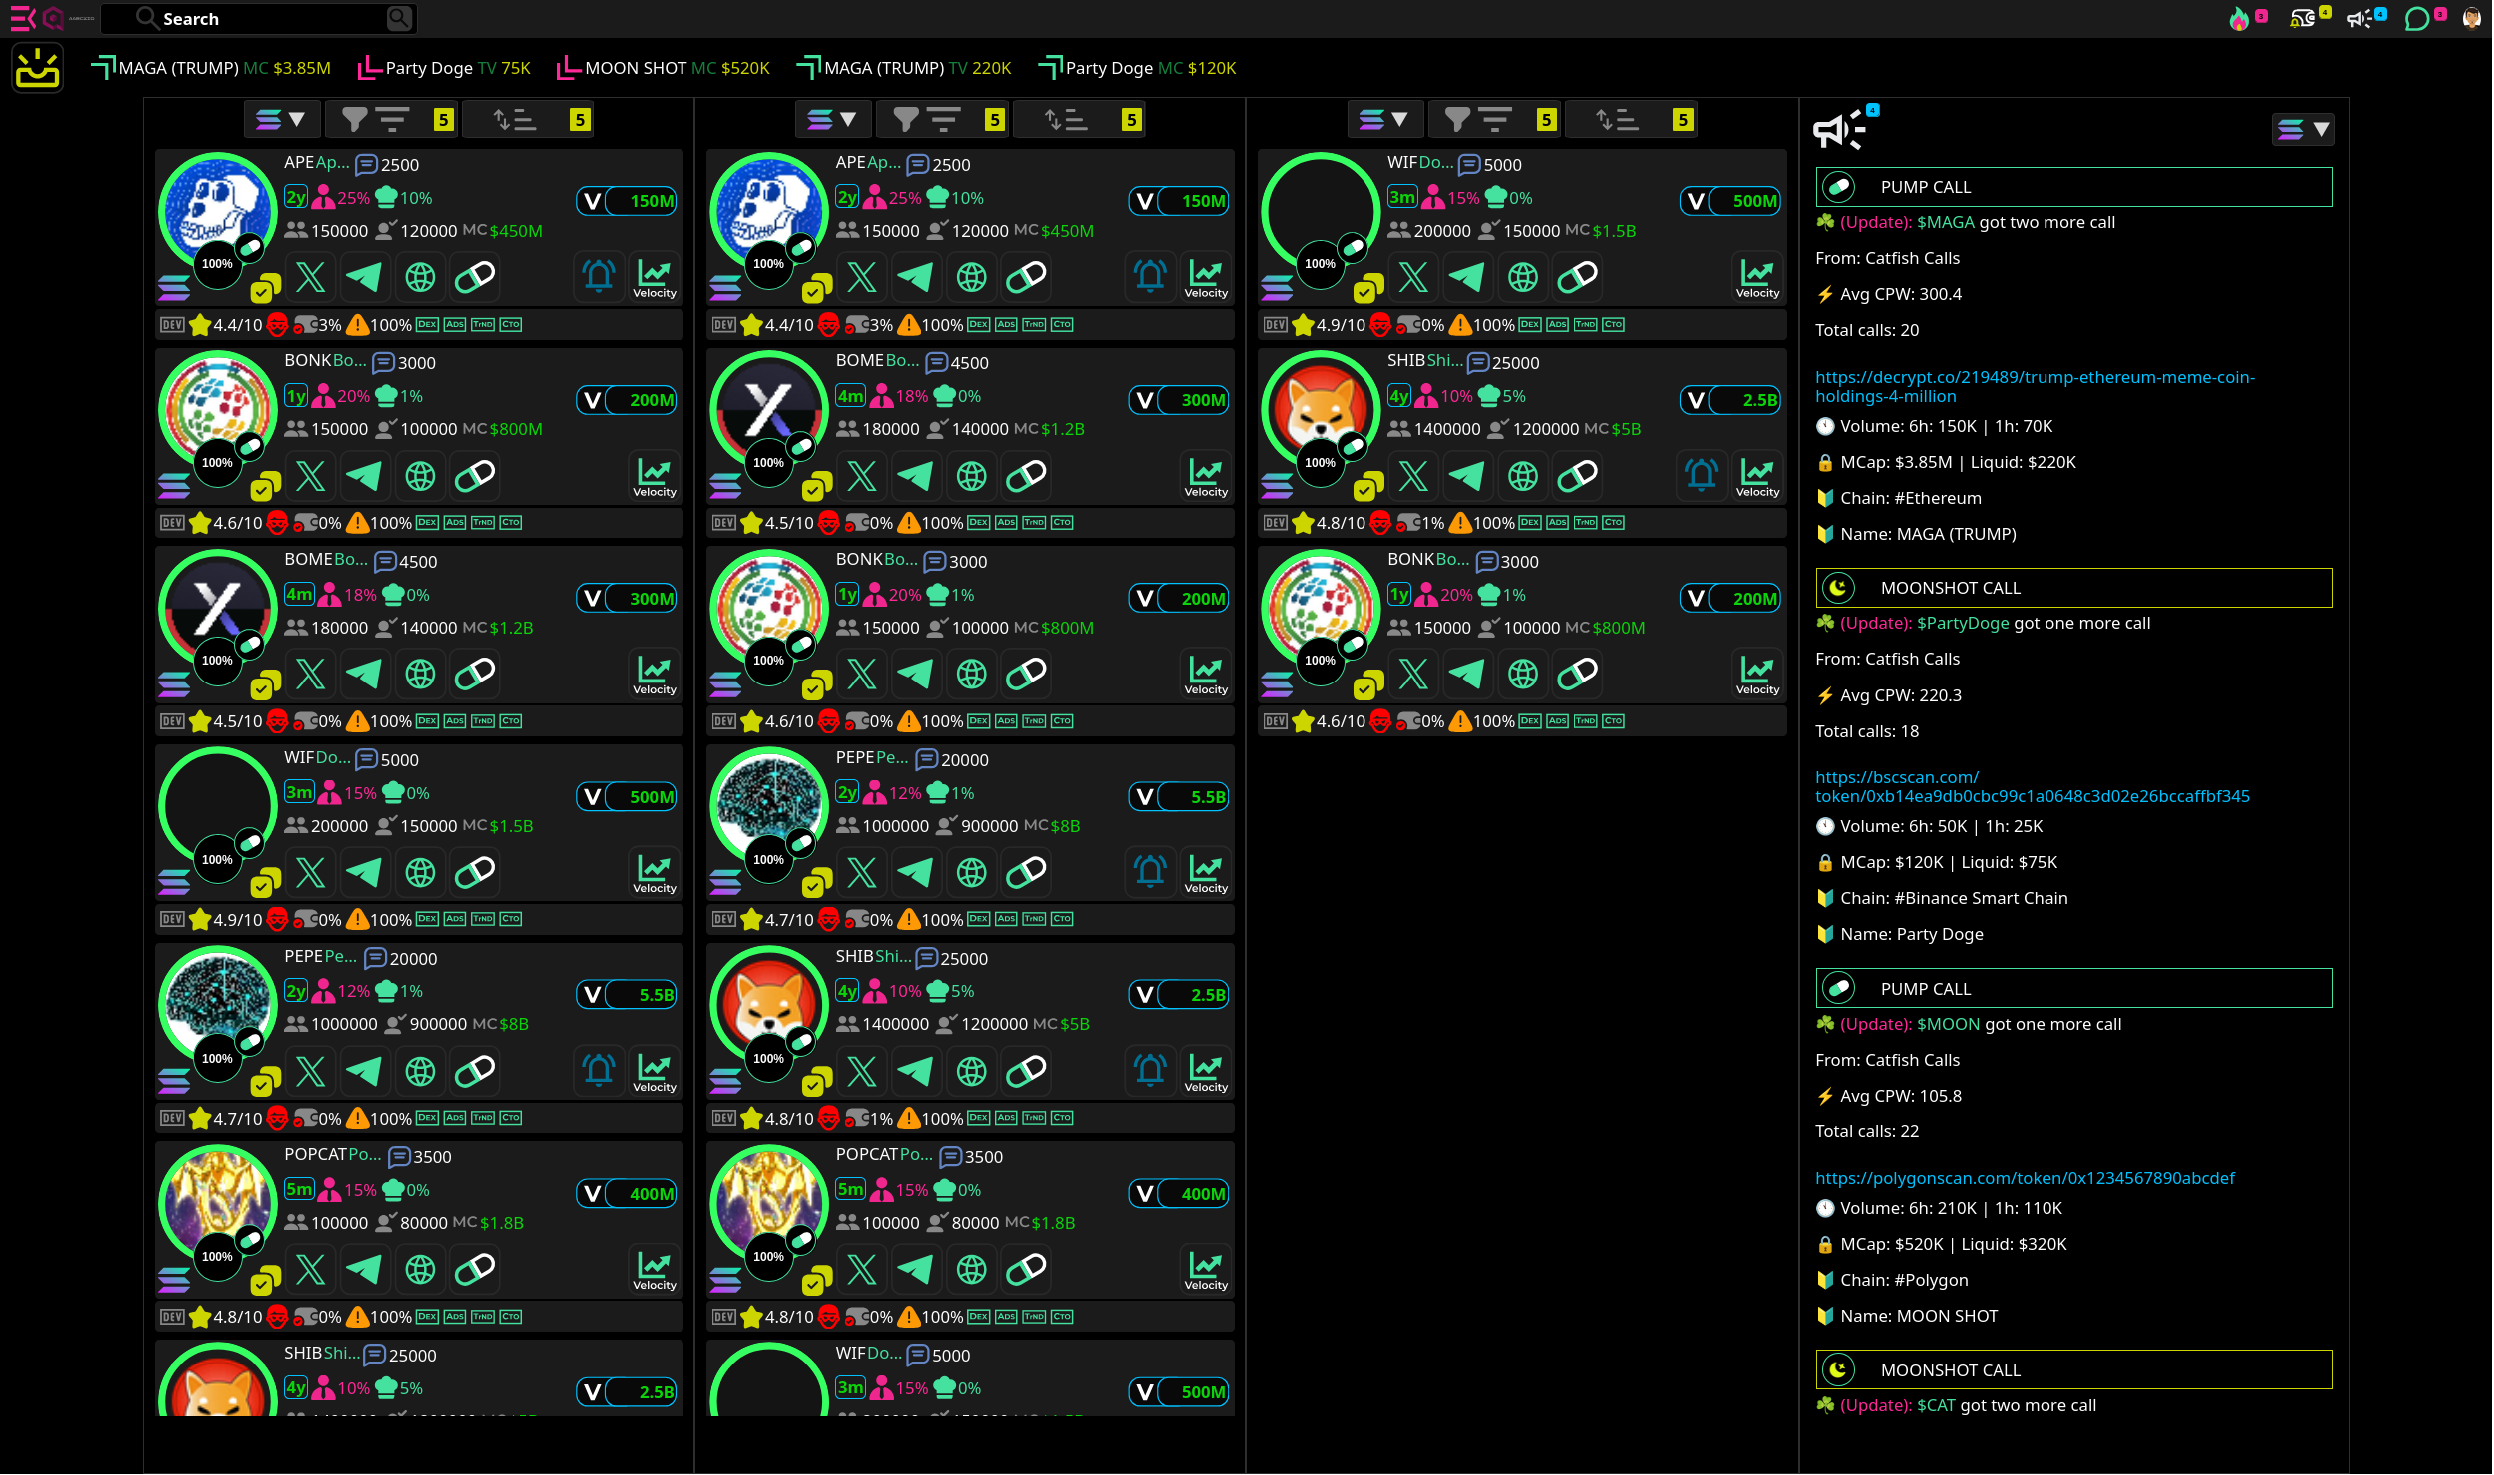 Search
3
4
4
3
MAGA (TRUMP) MC $3.85M
Party Doge TV 75K
MOON SHOT MC $520K
MAGA (TRUMP) TV 220K
Party Doge MC $120K
5
5
APE Ap... 2500
2y 25% 10%
V 150M
150000 120000 MC $450M
100%
Velocity
DEV 4.4/10 3% 100% DEX ADS TRND CTO
BONK Bo... 3000
1y 20% 1%
V 200M
150000 100000 MC $800M
100%
Velocity
DEV 4.6/10 0% 100% DEX ADS TRND CTO
BOME Bo... 4500
4m 18% 0%
V 300M
180000 140000 MC $1.2B
100%
Velocity
DEV 4.5/10 0% 100% DEX ADS TRND CTO
WIF Do... 5000
3m 15% 0%
V 500M
200000 150000 MC $1.5B
100%
Velocity
DEV 4.9/10 0% 100% DEX ADS TRND CTO
PEPE Pe... 20000
2y 12% 1%
V 5.5B
1000000 900000 MC $8B
100%
Velocity
DEV 4.7/10 0% 100% DEX ADS TRND CTO
POPCAT Po... 3500
5m 15% 0%
V 400M
100000 80000 MC $1.8B
100%
Velocity
DEV 4.8/10 0% 100% DEX ADS TRND CTO
SHIB Shi... 25000
4y 10% 5%
V 2.5B
5
5
APE Ap... 2500
2y 25% 10%
V 150M
150000 120000 MC $450M
100%
Velocity
DEV 4.4/10 3% 100% DEX ADS TRND CTO
BOME Bo... 4500
4m 18% 0%
V 300M
180000 140000 MC $1.2B
100%
Velocity
DEV 4.5/10 0% 100% DEX ADS TRND CTO
BONK Bo... 3000
1y 20% 1%
V 200M
150000 100000 MC $800M
100%
Velocity
DEV 4.6/10 0% 100% DEX ADS TRND CTO
PEPE Pe... 20000
2y 12% 1%
V 5.5B
1000000 900000 MC $8B
100%
Velocity
DEV 4.7/10 0% 100% DEX ADS TRND CTO
SHIB Shi... 25000
4y 10% 5%
V 2.5B
1400000 1200000 MC $5B
100%
Velocity
DEV 4.8/10 1% 100% DEX ADS TRND CTO
POPCAT Po... 3500
5m 15% 0%
V 400M
100000 80000 MC $1.8B
100%
Velocity
DEV 4.8/10 0% 100% DEX ADS TRND CTO
WIF Do... 5000
3m 15% 0%
V 500M
5
5
WIF Do... 5000
3m 15% 0%
V 500M
200000 150000 MC $1.5B
100%
Velocity
DEV 4.9/10 0% 100% DEX ADS TRND CTO
SHIB Shi... 25000
4y 10% 5%
V 2.5B
1400000 1200000 MC $5B
100%
Velocity
DEV 4.8/10 1% 100% DEX ADS TRND CTO
BONK Bo... 3000
1y 20% 1%
V 200M
150000 100000 MC $800M
100%
Velocity
DEV 4.6/10 0% 100% DEX ADS TRND CTO
4
PUMP CALL
(Update): $MAGA got two more call
From: Catfish Calls
Avg CPW: 300.4
Total calls: 20
https://decrypt.co/219489/trump-ethereum-meme-coin-
holdings-4-million
Volume: 6h: 150K | 1h: 70K
MCap: $3.85M | Liquid: $220K
Chain: #Ethereum
Name: MAGA (TRUMP)
MOONSHOT CALL
(Update): $PartyDoge got one more call
From: Catfish Calls
Avg CPW: 220.3
Total calls: 18
https://bscscan.com/
token/0xb14ea9db0cbc99c1a0648c3d02e26bccaffbf345
Volume: 6h: 50K | 1h: 25K
MCap: $120K | Liquid: $75K
Chain: #Binance Smart Chain
Name: Party Doge
PUMP CALL
(Update): $MOON got one more call
From: Catfish Calls
Avg CPW: 105.8
Total calls: 22
https://polygonscan.com/token/0x1234567890abcdef
Volume: 6h: 210K | 1h: 110K
MCap: $520K | Liquid: $320K
Chain: #Polygon
Name: MOON SHOT
MOONSHOT CALL
(Update): $CAT got two more call